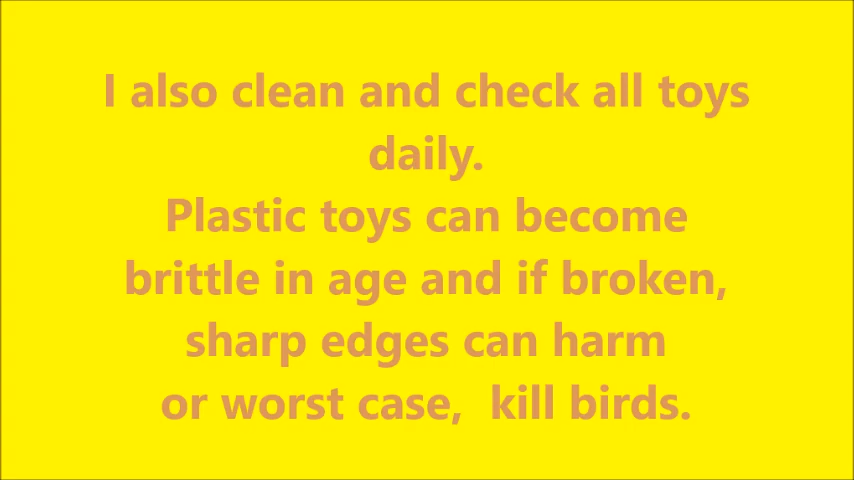 I also clean and check all toys
daily.
Plastic toys can become
brittle in age and if broken,
sharp edges can harm
or worst case,  kill birds.